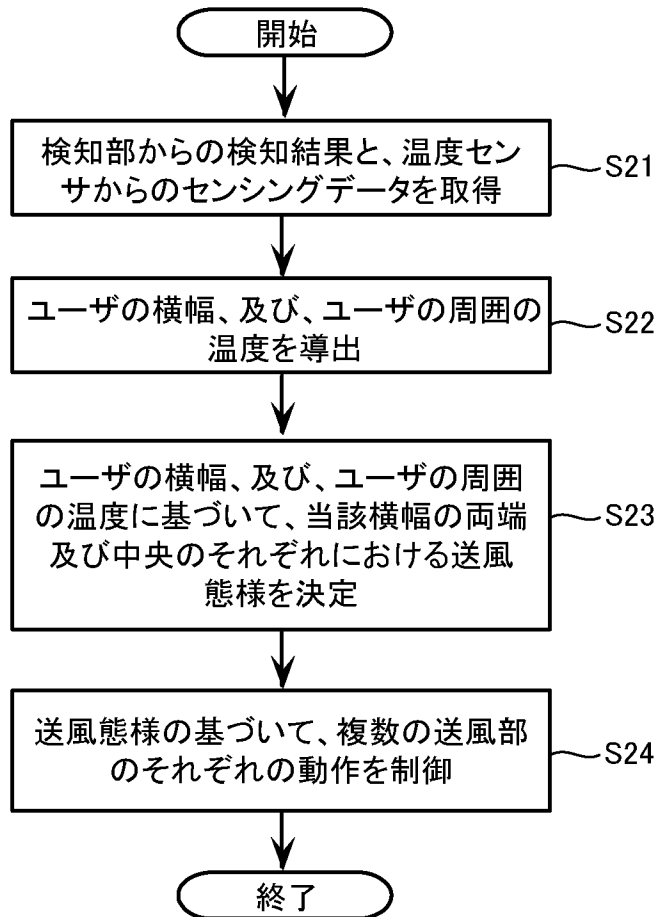 開始
検知部からの検知結果と、温度セン
サからのセンシングデータを取得
S21
ユーザの横幅、及び、ユーザの周囲の
温度を導出
S22
ユーザの横幅、及び、ユーザの周囲
の温度に基づいて、当該横幅の両端
及び中央のそれぞれにおける送風
態様を決定
S23
送風態様の基づいて、複数の送風部
のそれぞれの動作を制御
S24
終了